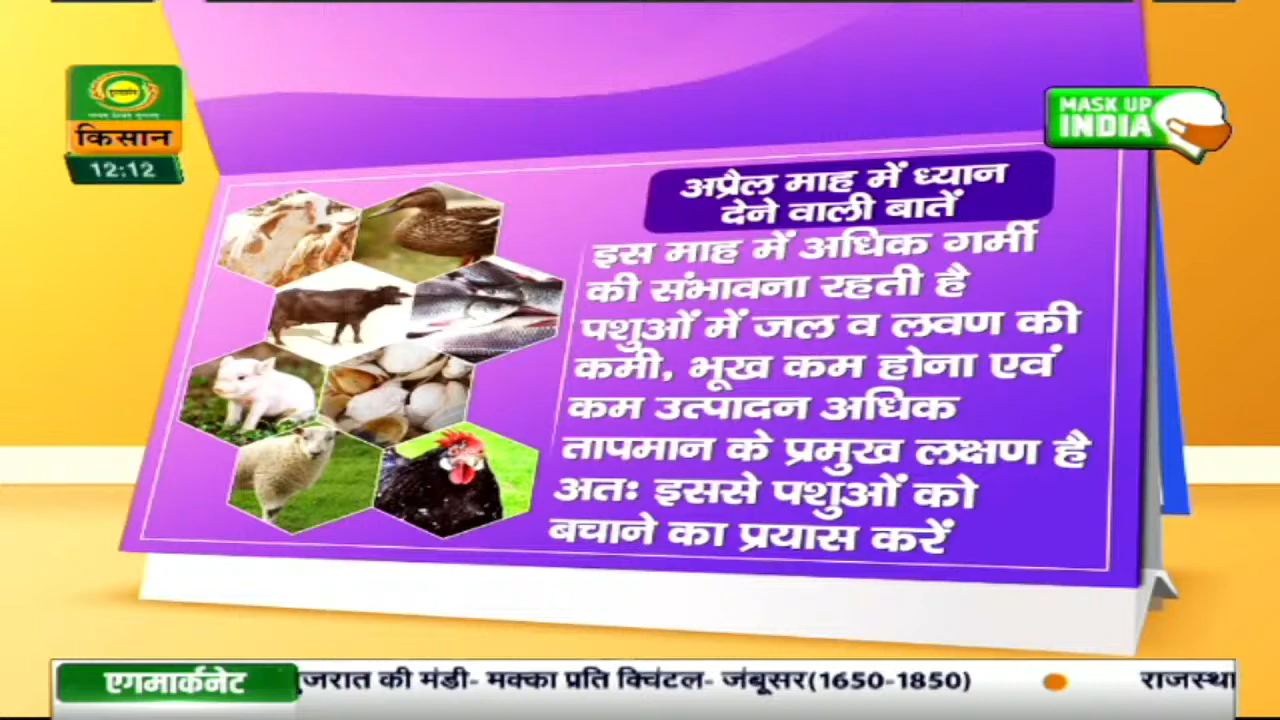 किसान
12:12
MASK UP
INDIA
अप्रैल माह में ध्यान
देने वाली बातें
इस माह में अधिक गर्मी
की संभावना रहती है
पशुओं में जल व लवण की
कमी, भूख कम होना एवं
कम उत्पादन अधिक
तापमान के प्रमुख लक्षण है
अतः इससे पशुओं को
बचाने का प्रयास करें
एगमार्कनेट
की मंडी- मक्का प्रति क्विंटल- जंबूसर(1650-1850)